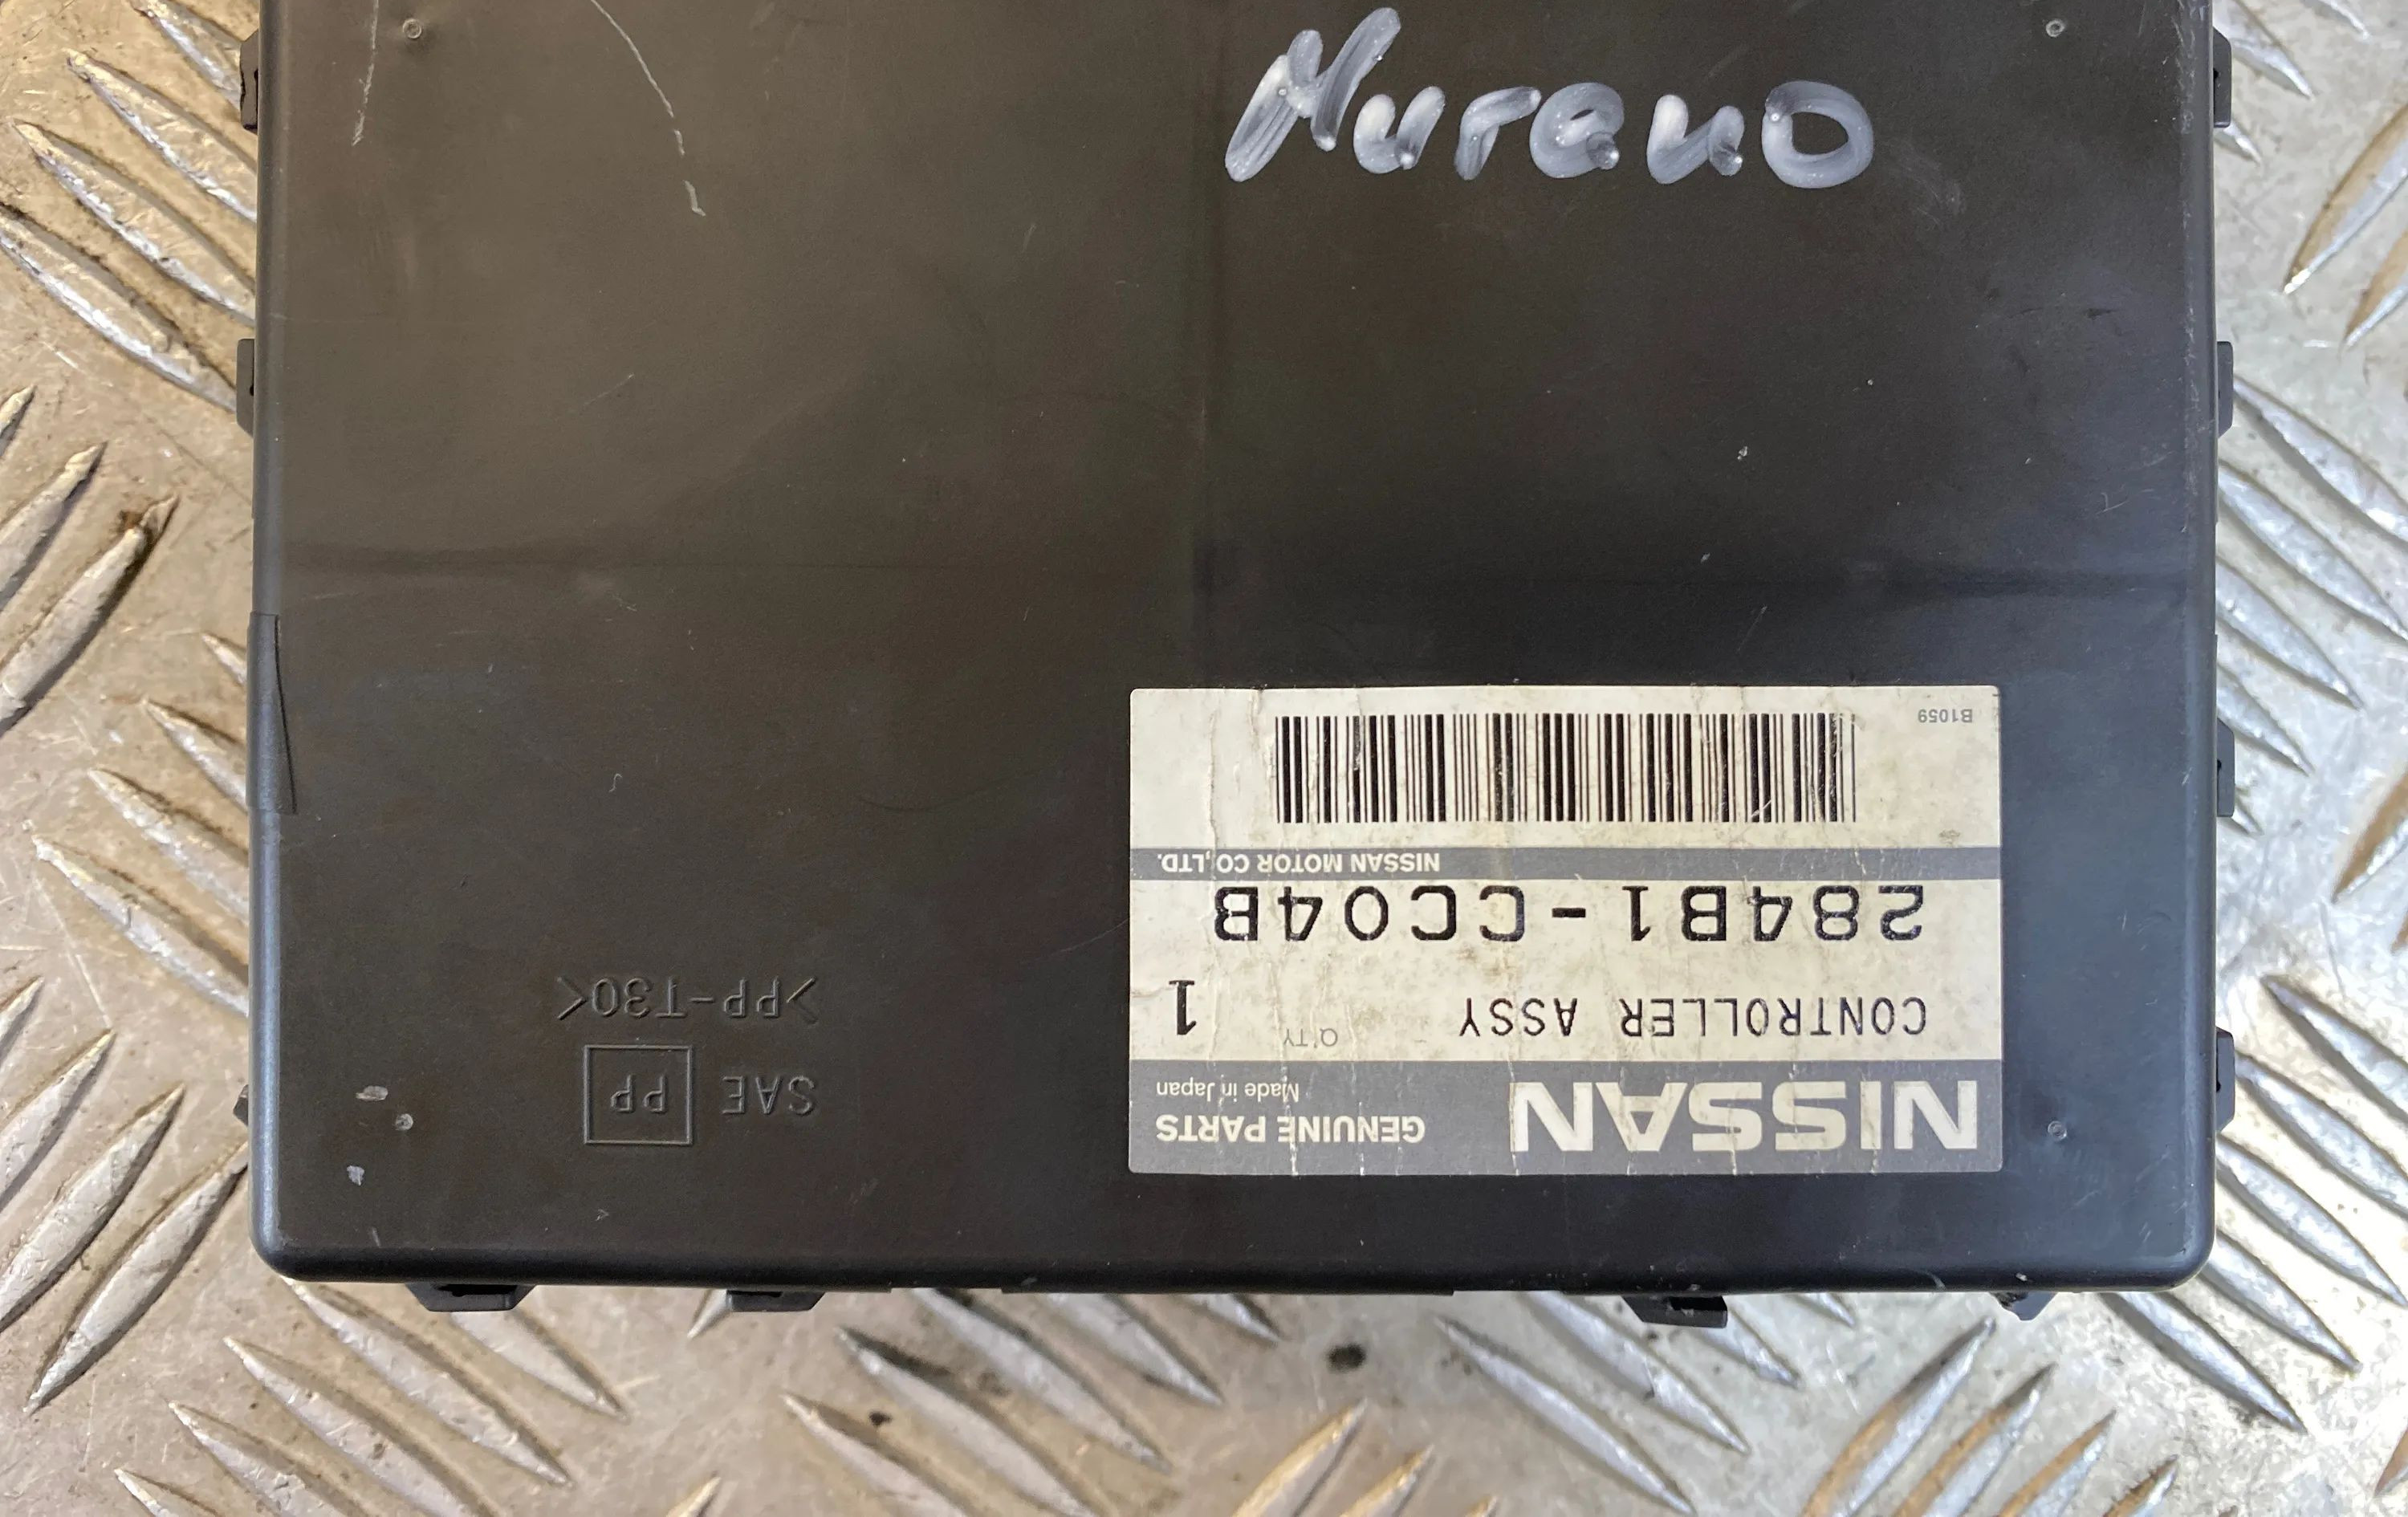 Murano
NISSAN GENUINE PARTS
Made in Japan
CONTROLLER ASSY Q'TY 1
284B1-CC04B
NISSAN MOTOR CO.,LTD.
B1059
SAE PP
>PP-T30<